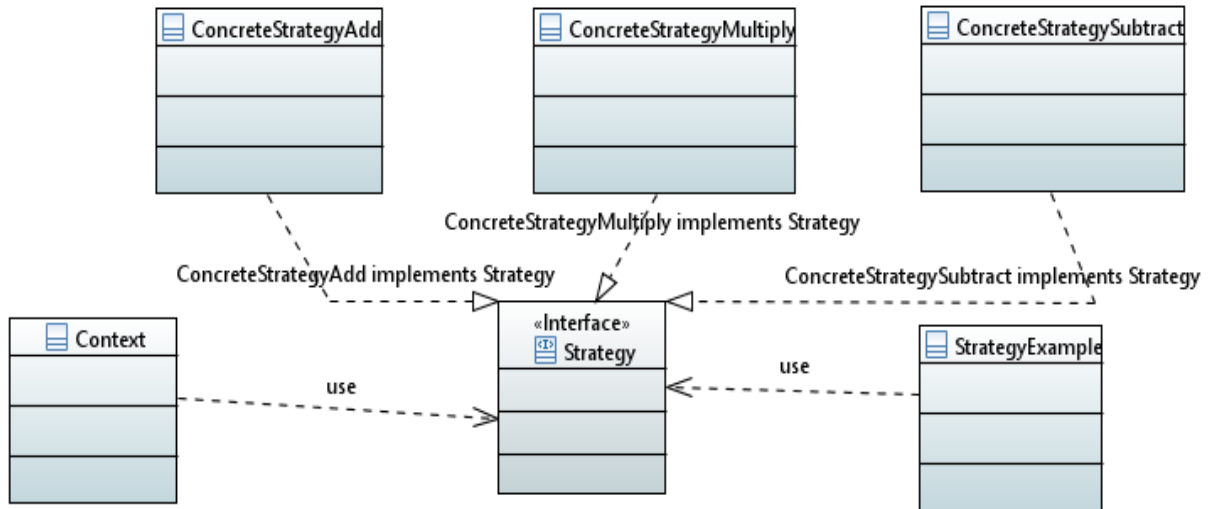 ConcreteStrategyAdd
ConcreteStrategyMultiply
ConcreteStrategySubtract
ConcreteStrategyMultiply implements Strategy
ConcreteStrategyAdd implements Strategy
ConcreteStrategySubtract implements Strategy
«Interface»
Strategy
Context
StrategyExample
use
use